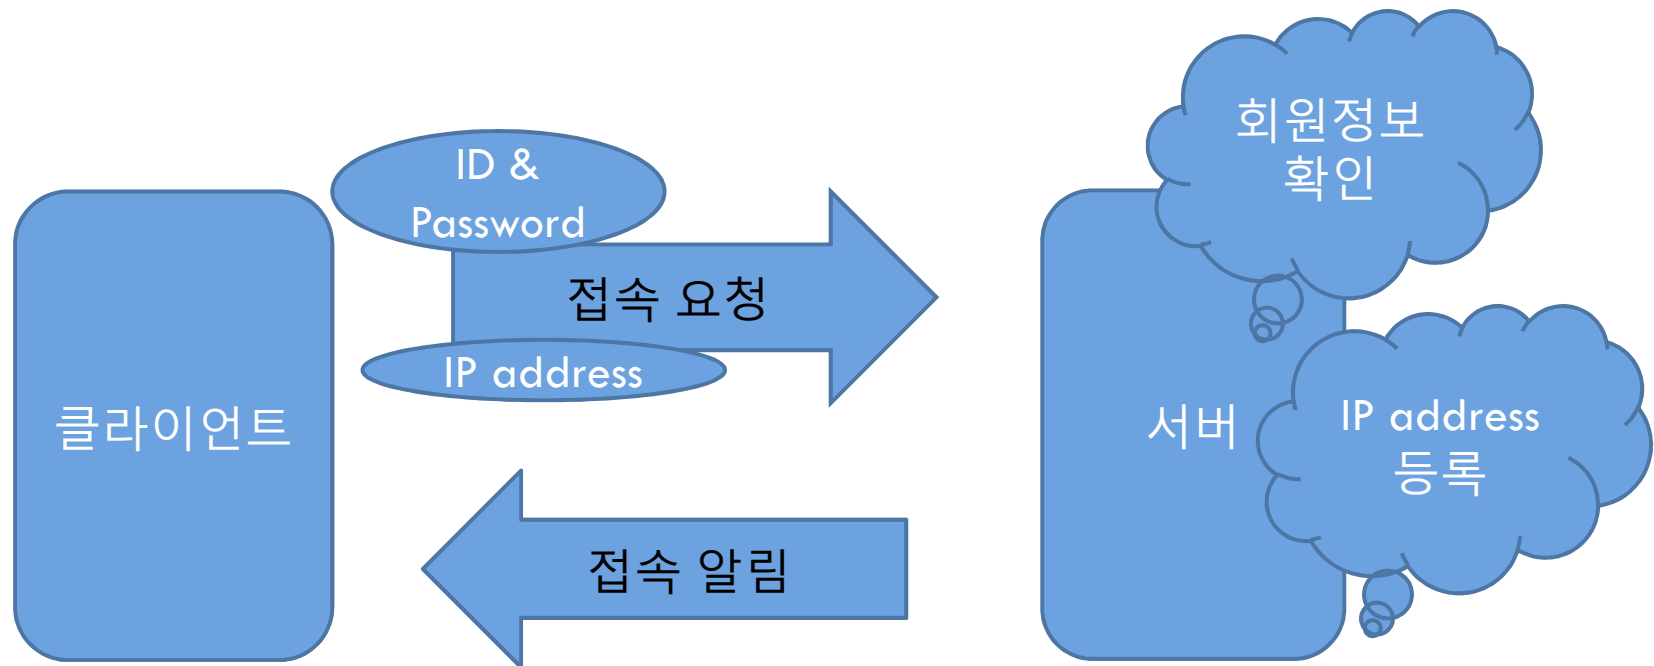 회원정보
확인
ID &
Password
접속 요청
IP address
클라이언트
서버
IP address
등록
접속 알림